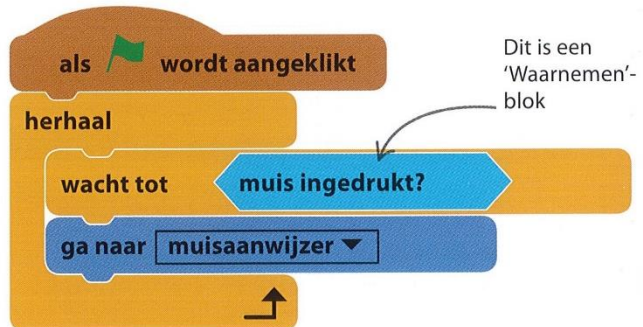 als wordt aangeklikt
Dit is een
'Waarnemen'-
blok
herhaal
wacht tot muis ingedrukt?
ga naar muisaanwijzer